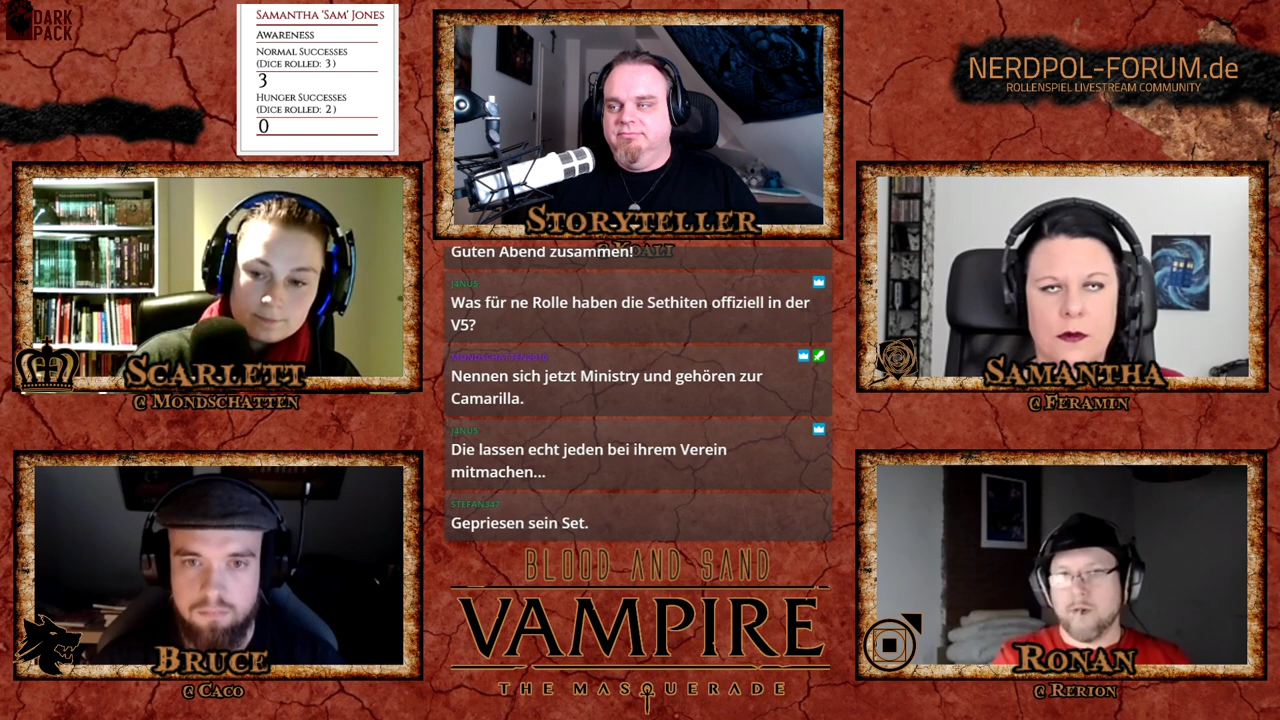 DARK
PACK
SAMANTHA 'SAM' JONES
AWARENESS
NORMAL SUCCESSES
(DICE ROLLED: 3)
3
HUNGER SUCCESSES
(DICE ROLLED: 2)
0
NERDPOL-FORUM.de
ROLLENSPIEL LIVESTREAM COMMUNITY
STORYTELLER
SCARLETT
@ MONDSCHATTEN
SAMANTHA
@ FERAMIN
Guten Abend zusammen!
J4NUS
Was für ne Rolle haben die Sethiten offiziell in der
V5?
Nennen sich jetzt Ministry und gehören zur
Camarilla.
J4NUS
Die lassen echt jeden bei ihrem Verein
mitmachen...
STEFAN347
Gepriesen sein Set.
BRUCE
@ CACO
RONAN
@ RERION
BLOOD AND SAND
VAMPIRE
THE MASQUERADE